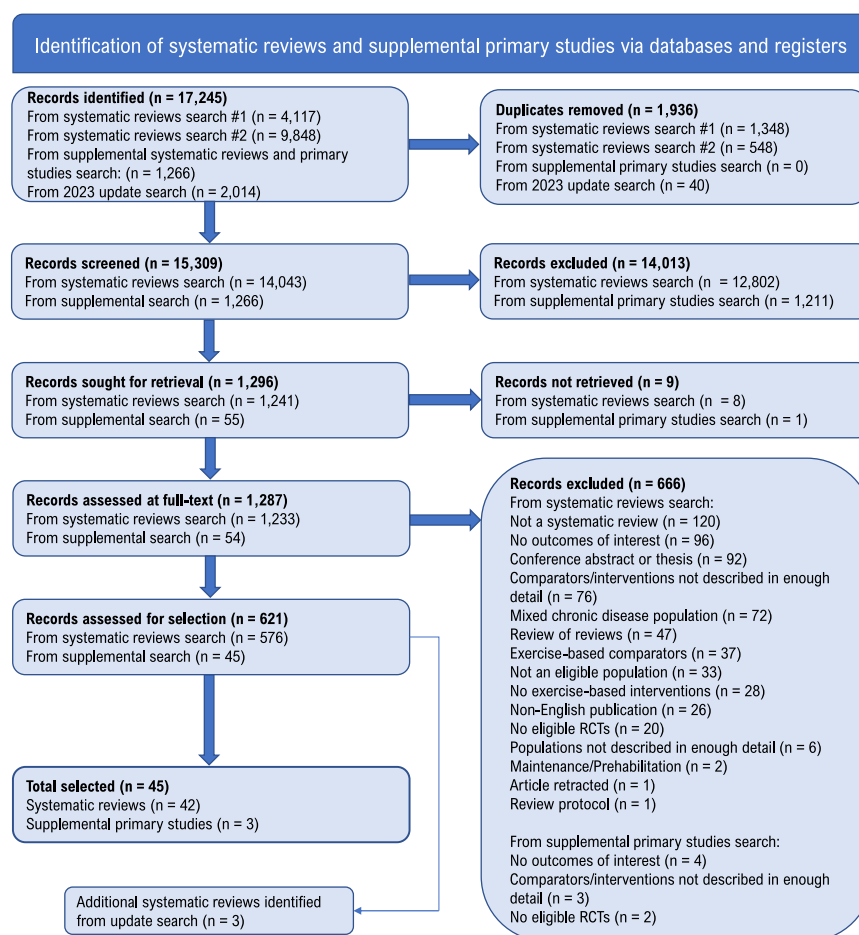 Identification of systematic reviews and supplemental primary studies via databases and registers
Records identified (n = 17,245)
From systematic reviews search #1 (n = 4,117)
From systematic reviews search #2 (n = 9,848)
From supplemental systematic reviews and primary
studies search: (n = 1,266)
From 2023 update search (n = 2,014)
Duplicates removed (n = 1,936)
From systematic reviews search #1 (n = 1,348)
From systematic reviews search #2 (n = 548)
From supplemental primary studies search (n = 0)
From 2023 update search (n = 40)
Records screened (n = 15,309)
From systematic reviews search (n = 14,043)
From supplemental search (n = 1,266)
Records excluded (n = 14,013)
From systematic reviews search (n = 12,802)
From supplemental primary studies search (n = 1,211)
Records sought for retrieval (n = 1,296)
From systematic reviews search (n = 1,241)
From supplemental search (n = 55)
Records not retrieved (n = 9)
From systematic reviews search (n = 8)
From supplemental primary studies search (n = 1)
Records assessed at full-text (n = 1,287)
From systematic reviews search (n = 1,233)
From supplemental search (n = 54)
Records excluded (n = 666)
From systematic reviews search:
Not a systematic review (n = 120)
No outcomes of interest (n = 96)
Conference abstract or thesis (n = 92)
Comparators/interventions not described in enough
detail (n = 76)
Mixed chronic disease population (n = 72)
Review of reviews (n = 47)
Exercise-based comparators (n = 37)
Not an eligible population (n = 33)
No exercise-based interventions (n = 28)
Non-English publication (n = 26)
No eligible RCTs (n = 20)
Populations not described in enough detail (n = 6)
Maintenance/Prehabilitation (n = 2)
Article retracted (n = 1)
Review protocol (n = 1)
From supplemental primary studies search:
No outcomes of interest (n = 4)
Comparators/interventions not described in enough
detail (n = 3)
No eligible RCTs (n = 2)
Records assessed for selection (n = 621)
From systematic reviews search (n = 576)
From supplemental search (n = 45)
Total selected (n = 45)
Systematic reviews (n = 42)
Supplemental primary studies (n = 3)
Additional systematic reviews identified
from update search (n = 3)